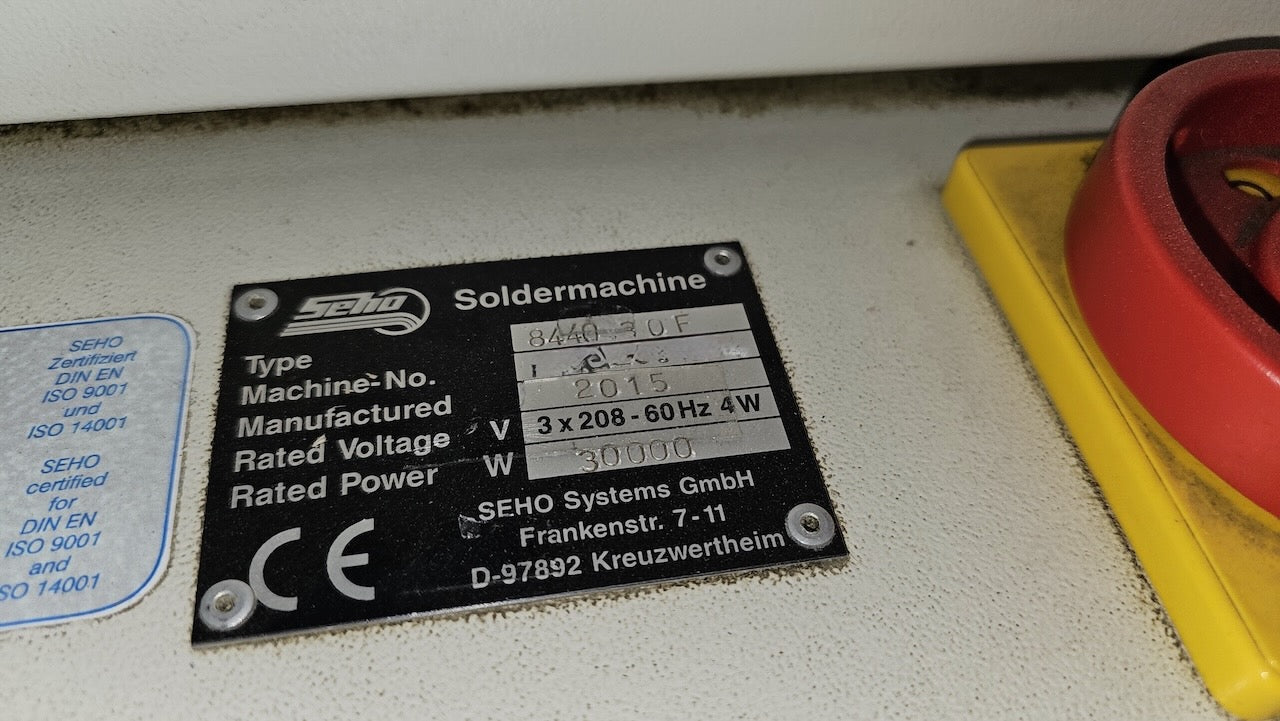 SEHO
Zertifiziert
DIN EN
ISO 9001
und
ISO 14001
SEHO
certified
for
DIN EN
ISO 9001
and
ISO 14001
Seho Soldermachine
Type
Machine-No.
Manufactured 2015
Rated Voltage V 3 x 208 - 60Hz 4W
Rated Power W 30000
SEHO Systems GmbH
Frankenstr. 7-11
D-97892 Kreuzwertheim
CE